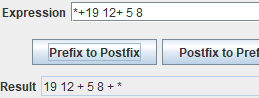 Expression *+19 12+ 5 8
Prefix to Postfix Postfix to Pref
Result 19 12 + 5 8 + *